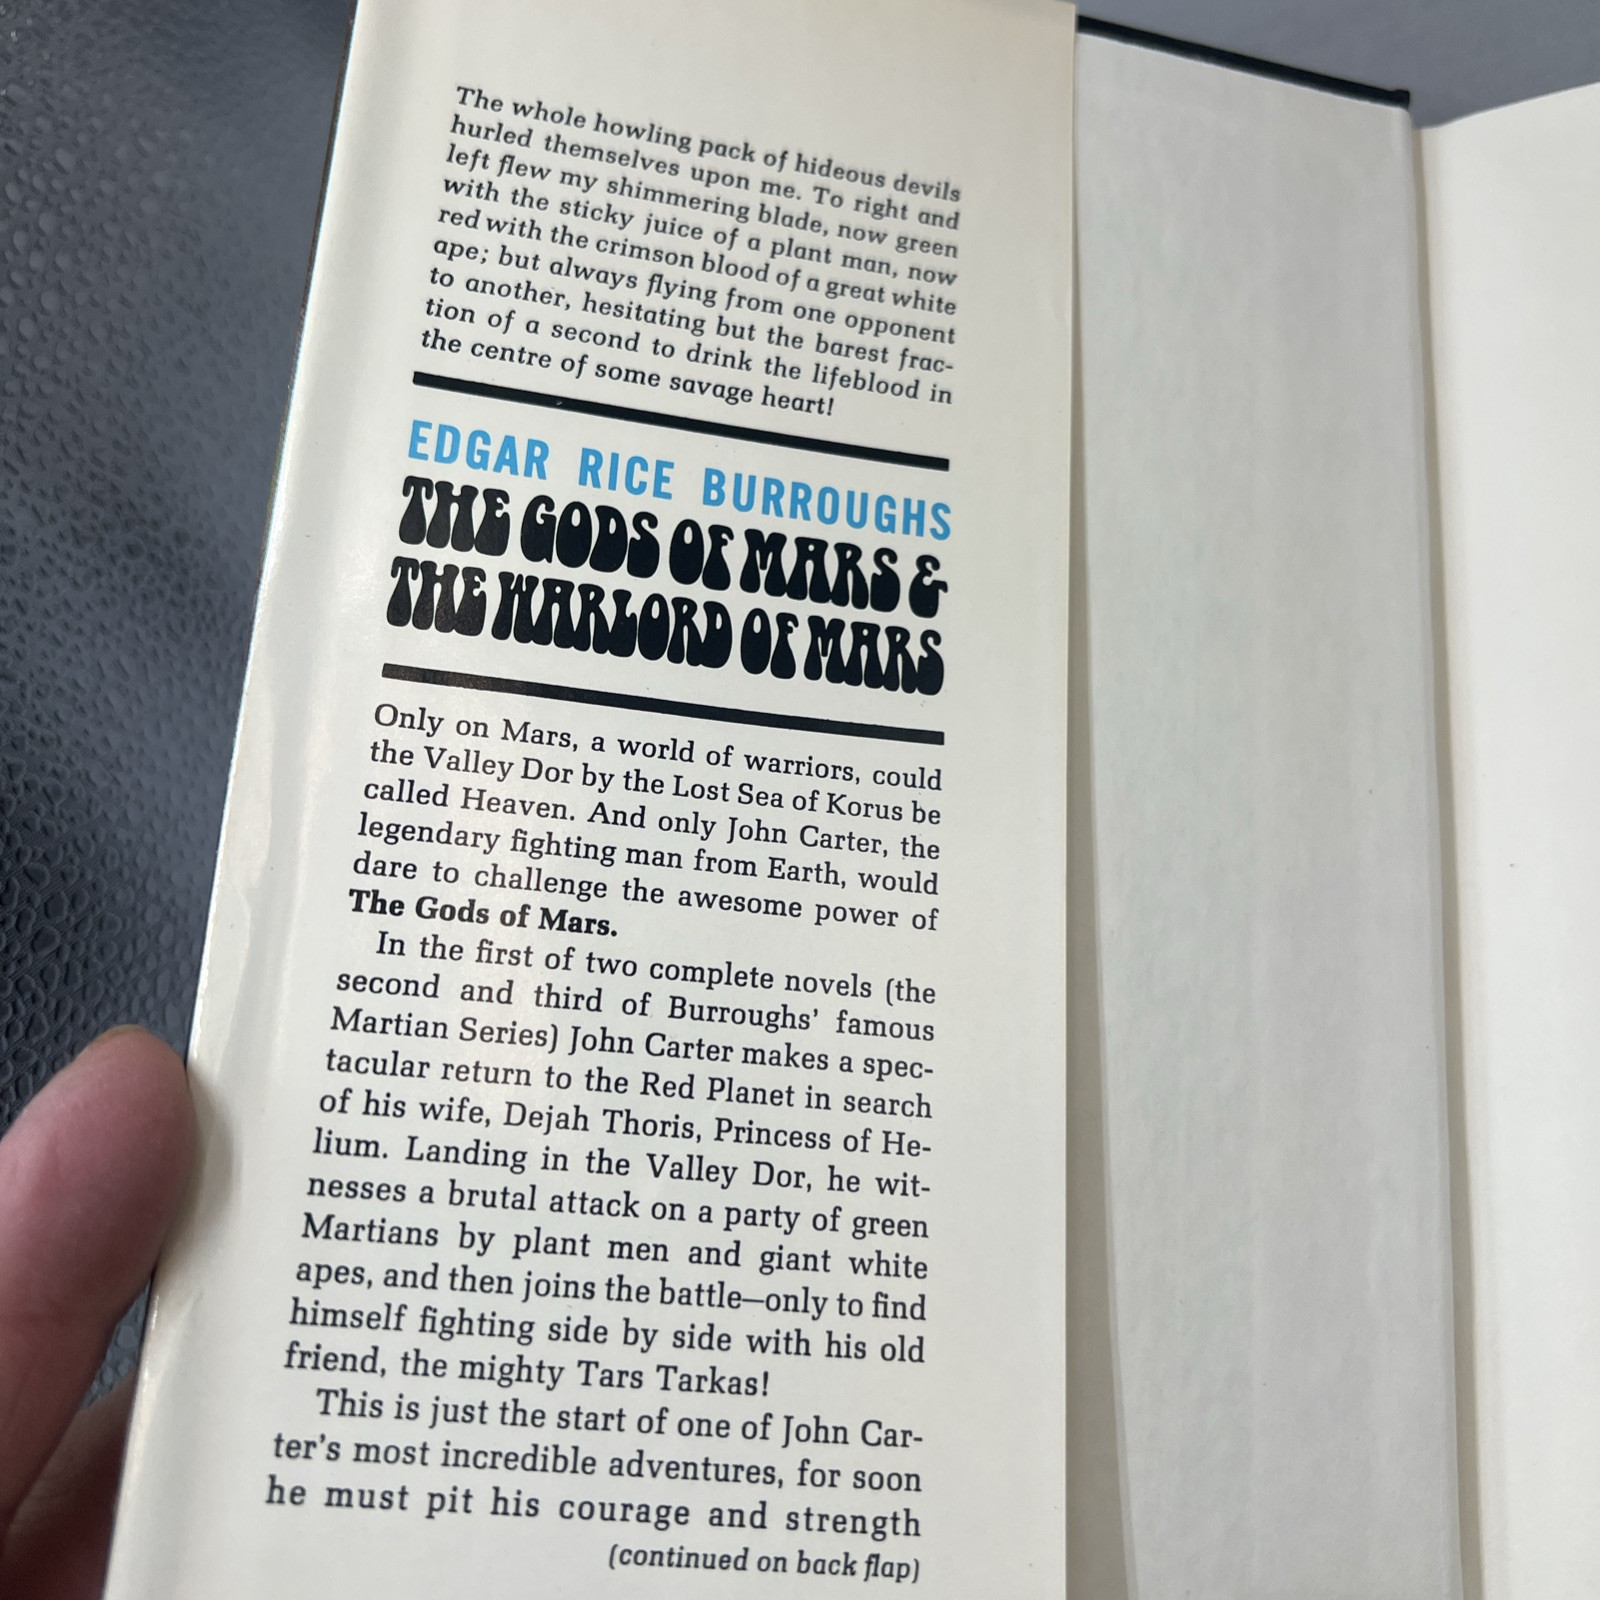 The whole howling pack of hideous devils
hurled themselves upon me. To right and
left flew my shimmering blade, now green
with the sticky juice of a plant man, now
red with the crimson blood of a great white
ape; but always flying from one opponent
to another, hesitating but the barest frac-
tion of a second to drink the lifeblood in
the centre of some savage heart!
EDGAR RICE BURROUGHS
THE GODS OF MARS &
THE WARLORD OF MARS
Only on Mars, a world of warriors, could
the Valley Dor by the Lost Sea of Korus be
called Heaven. And only John Carter, the
legendary fighting man from Earth, would
dare to challenge the awesome power of
The Gods of Mars.
In the first of two complete novels (the
second and third of Burroughs' famous
Martian Series) John Carter makes a spec-
tacular return to the Red Planet in search
of his wife, Dejah Thoris, Princess of He-
lium. Landing in the Valley Dor, he wit-
nesses a brutal attack on a party of green
Martians by plant men and giant white
apes, and then joins the battle—only to find
himself fighting side by side with his old
friend, the mighty Tars Tarkas!
This is just the start of one of John Car-
ter's most incredible adventures, for soon
he must pit his courage and strength
(continued on back flap)